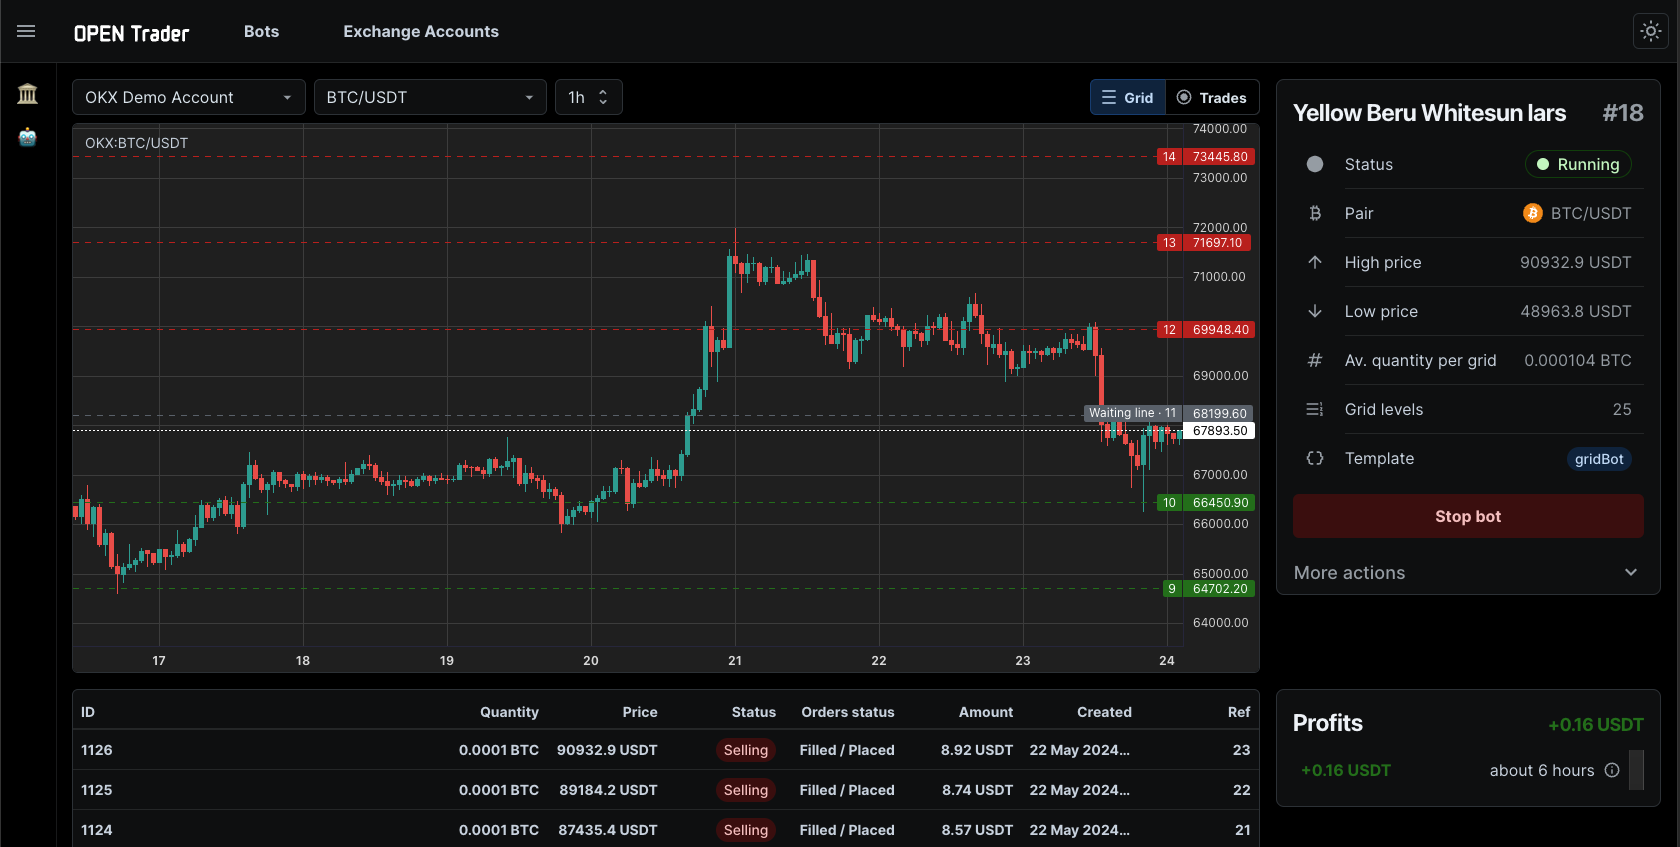 OPEN Trader
Bots
Exchange Accounts
OKX Demo Account
BTC/USDT
1h
Grid
Trades
OKX:BTC/USDT
74000.00
14 73445.80
73000.00
72000.00
13 71697.10
71000.00
12 69948.40
69000.00
Waiting line · 11 68199.60
67893.50
67000.00
10 66450.90
66000.00
65000.00
9 64702.20
64000.00
17 18 19 20 21 22 23 24
Yellow Beru Whitesun lars #18
Status Running
Pair BTC/USDT
High price 90932.9 USDT
Low price 48963.8 USDT
Av. quantity per grid 0.000104 BTC
Grid levels 25
Template gridBot
Stop bot
More actions
ID Quantity Price Status Orders status Amount Created Ref
1126 0.0001 BTC 90932.9 USDT Selling Filled / Placed 8.92 USDT 22 May 2024... 23
1125 0.0001 BTC 89184.2 USDT Selling Filled / Placed 8.74 USDT 22 May 2024... 22
1124 0.0001 BTC 87435.4 USDT Selling Filled / Placed 8.57 USDT 22 May 2024... 21
Profits +0.16 USDT
+0.16 USDT about 6 hours